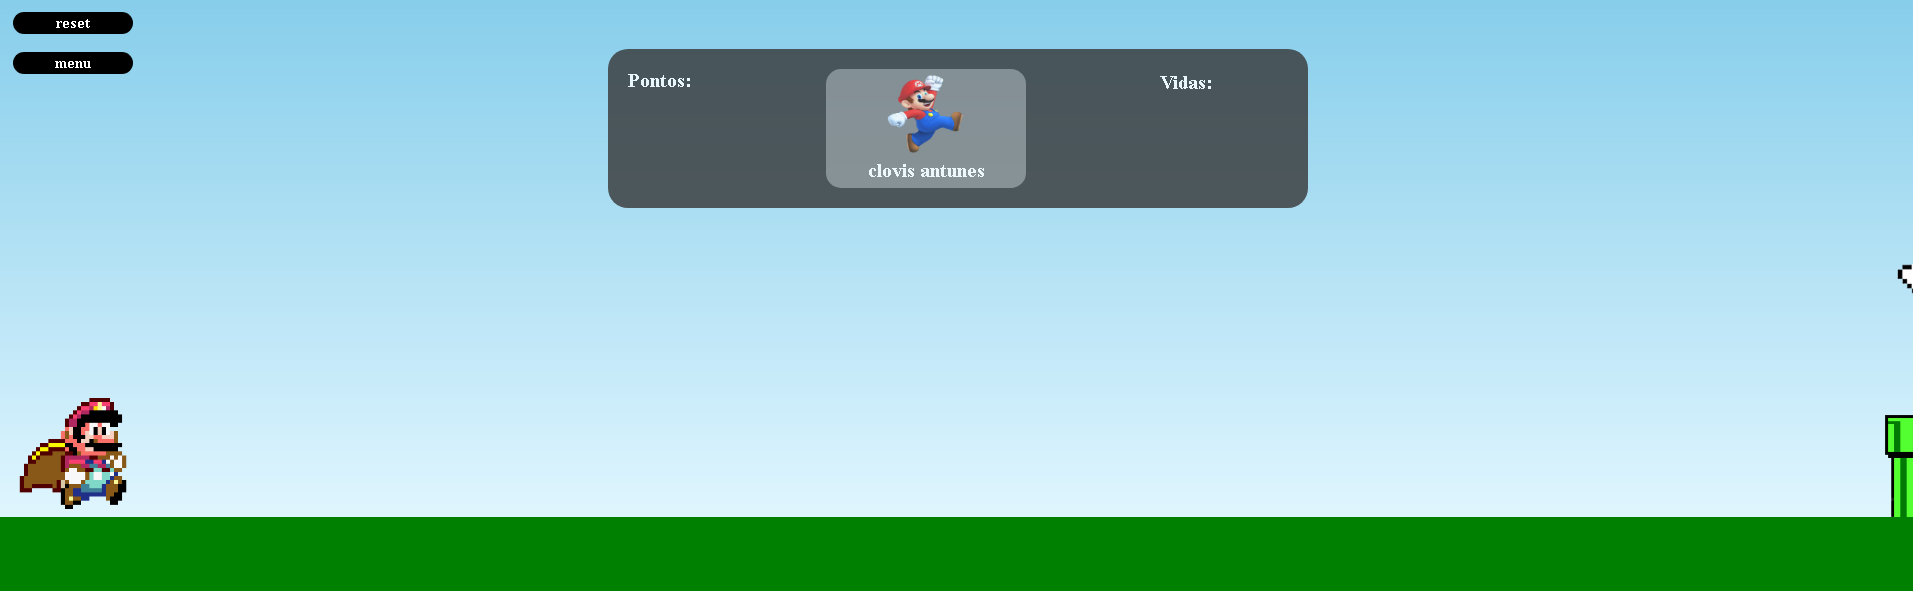 reset
menu
Pontos:
Vidas:
clovis antunes